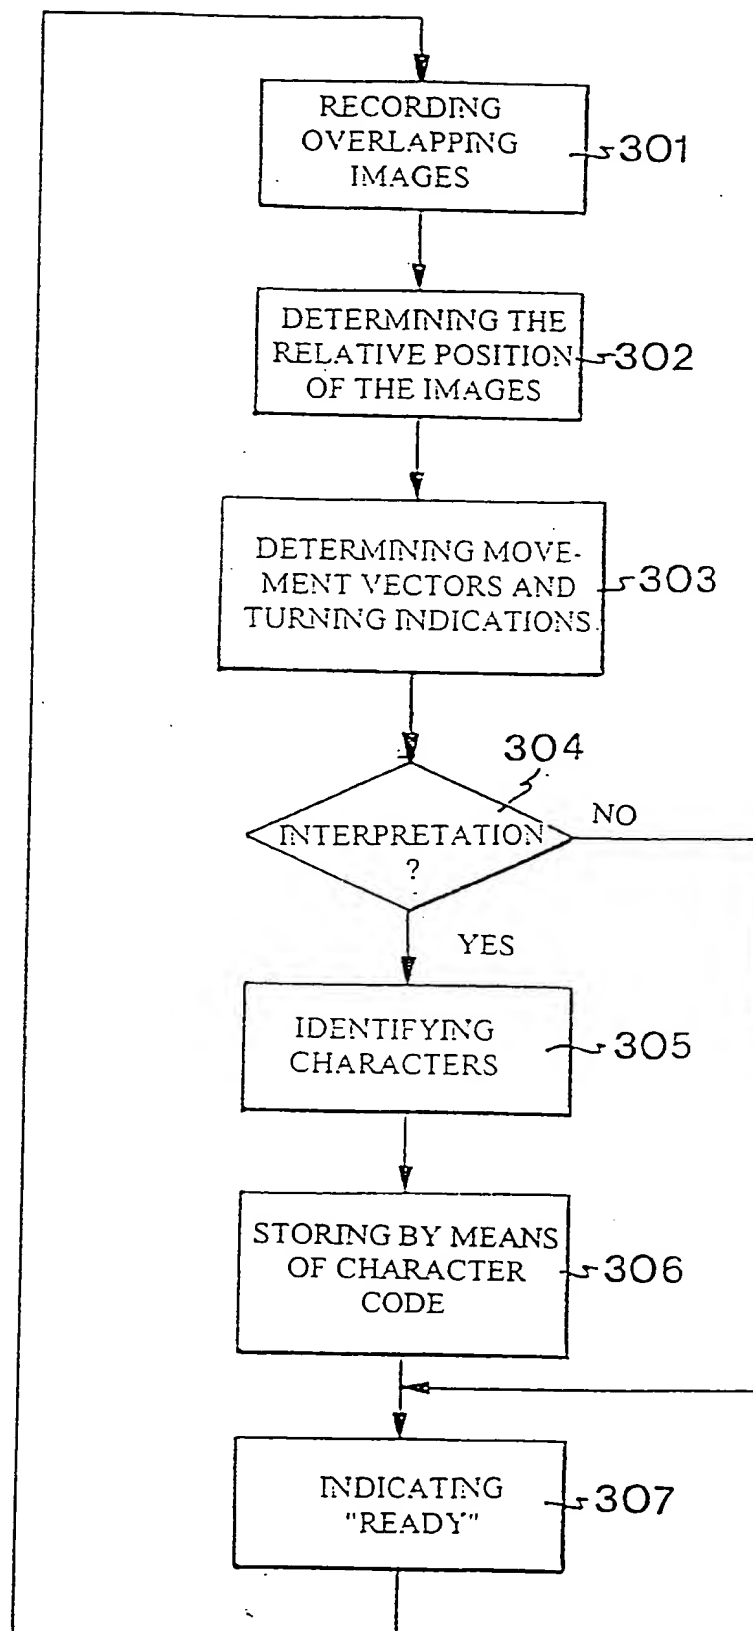 RECORDING
OVERLAPPING
IMAGES
301
DETERMINING THE
RELATIVE POSITION
OF THE IMAGES
302
DETERMINING MOVE-
MENT VECTORS AND
TURNING INDICATIONS.
303
304
INTERPRETATION
?
NO
YES
IDENTIFYING
CHARACTERS
305
STORING BY MEANS
OF CHARACTER
CODE
306
INDICATING
"READY"
307